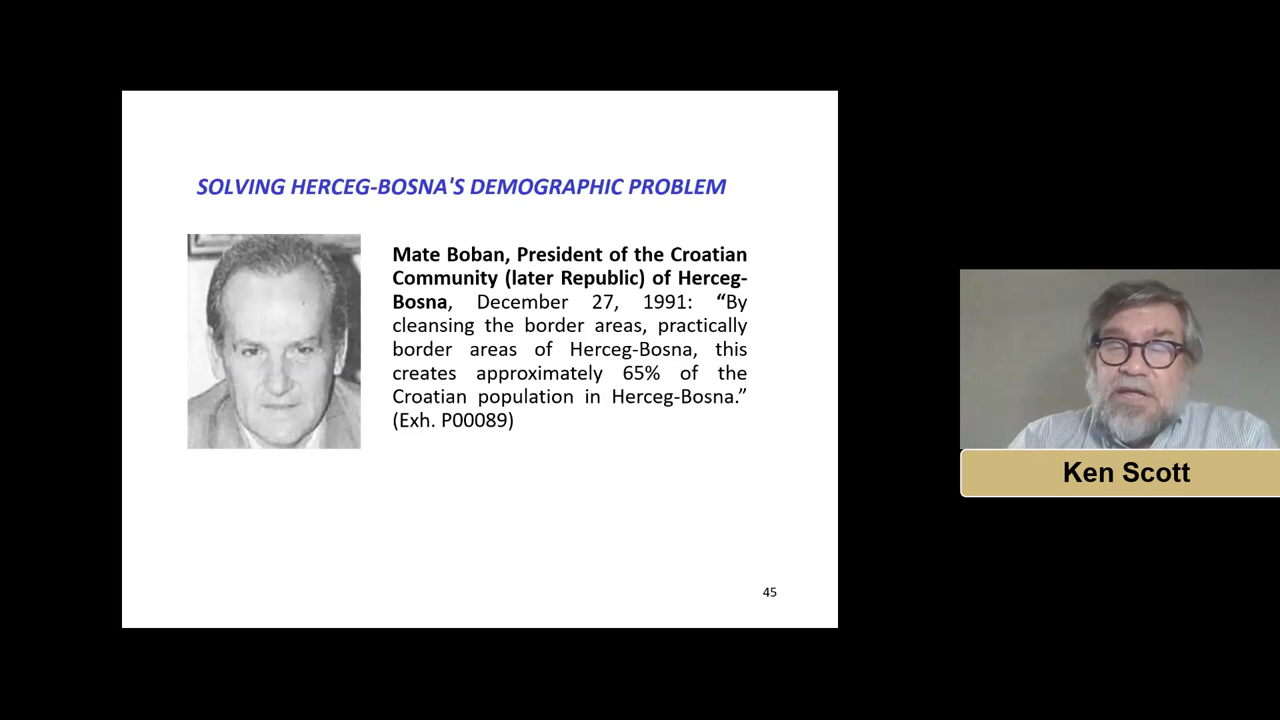 SOLVING HERCEG-BOSNA'S DEMOGRAPHIC PROBLEM
Mate Boban, President of the Croatian
Community (later Republic) of Herceg-
Bosna, December 27, 1991: “By
cleansing the border areas, practically
border areas of Herceg-Bosna, this
creates approximately 65% of the
Croatian population in Herceg-Bosna.”
(Exh. P00089)
45
Ken Scott